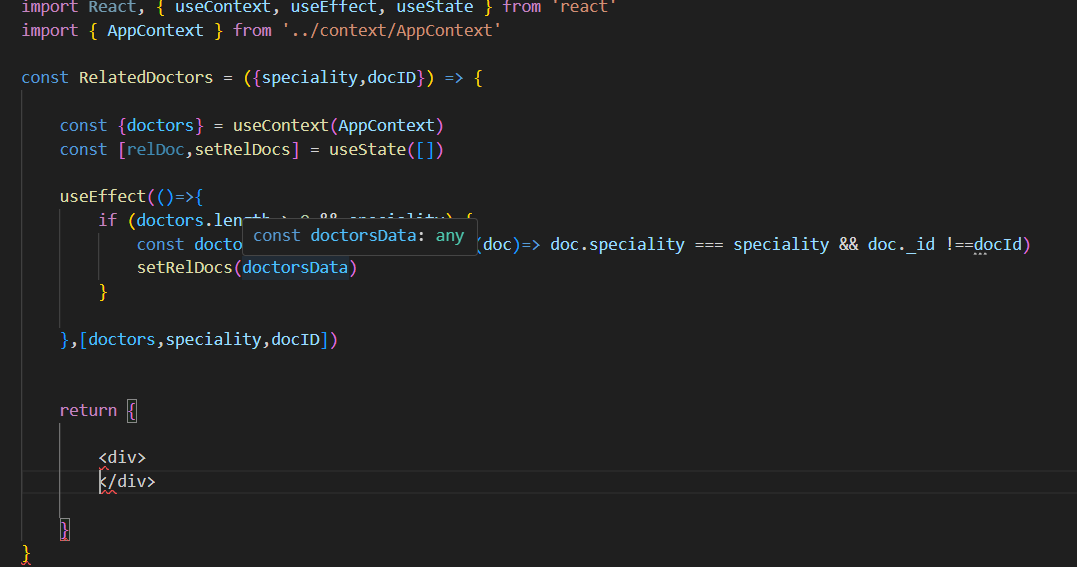 import React, { useContext, useEffect, useState } from 'react'
import { AppContext } from '../context/AppContext'
const RelatedDoctors = ({speciality,docID}) => {
const {doctors} = useContext(AppContext)
const [relDoc,setRelDocs] = useState([])
useEffect(()=>{
if (doctors.length > 0 && speciality) {
const doctorsData: any
const docto (doc)=> doc.speciality === speciality && doc._id !==docId)
setRelDocs(doctorsData)
}
},[doctors,speciality,docID])
return {
<div>
</div>
}
}